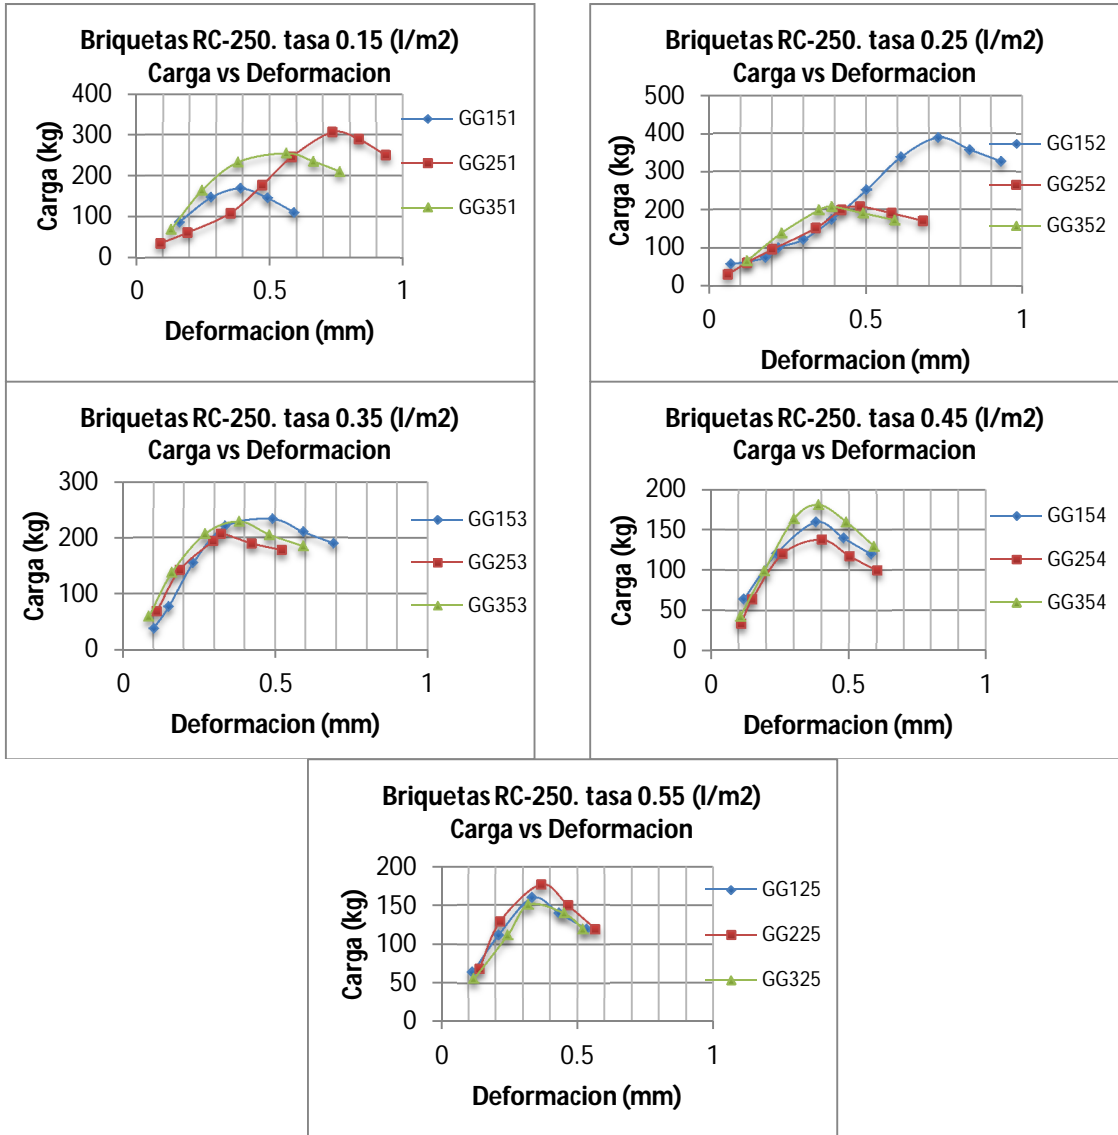 Briquetas RC-250. tasa 0.15 (l/m2)
Carga vs Deformacion
400
300
200
100
0
Carga (kg)
0 0.5 1
Deformacion (mm)
GG151
GG251
GG351
Briquetas RC-250. tasa 0.25 (l/m2)
Carga vs Deformacion
500
400
300
200
100
0
Carga (kg)
0 0.5 1
Deformacion (mm)
GG152
GG252
GG352
Briquetas RC-250. tasa 0.35 (l/m2)
Carga vs Deformacion
300
200
100
0
Carga (kg)
0 0.5 1
Deformacion (mm)
GG153
GG253
GG353
Briquetas RC-250. tasa 0.45 (l/m2)
Carga vs Deformacion
200
150
100
50
0
Carga (kg)
0 0.5 1
Deformacion (mm)
GG154
GG254
GG354
Briquetas RC-250. tasa 0.55 (l/m2)
Carga vs Deformacion
200
150
100
50
0
Carga (kg)
0 0.5 1
Deformacion (mm)
GG125
GG225
GG325